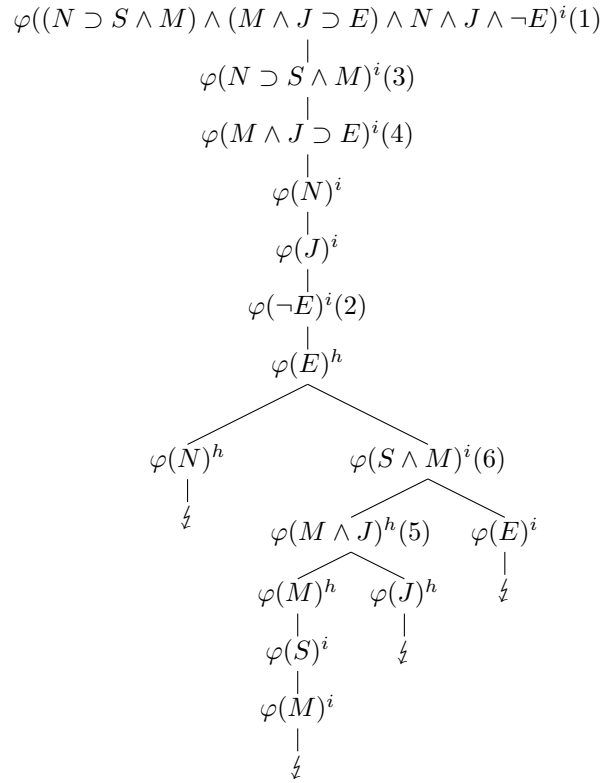 φ((N ⊃ S ∧ M) ∧ (M ∧ J ⊃ E) ∧ N ∧ J ∧ ¬E)ⁱ(1)
φ(N ⊃ S ∧ M)ⁱ(3)
φ(M ∧ J ⊃ E)ⁱ(4)
φ(N)ⁱ
φ(J)ⁱ
φ(¬E)ⁱ(2)
φ(E)ʰ
φ(N)ʰ φ(S ∧ M)ⁱ(6)
↯ φ(M ∧ J)ʰ(5) φ(E)ⁱ
φ(M)ʰ φ(J)ʰ ↯
φ(S)ⁱ ↯
φ(M)ⁱ
↯